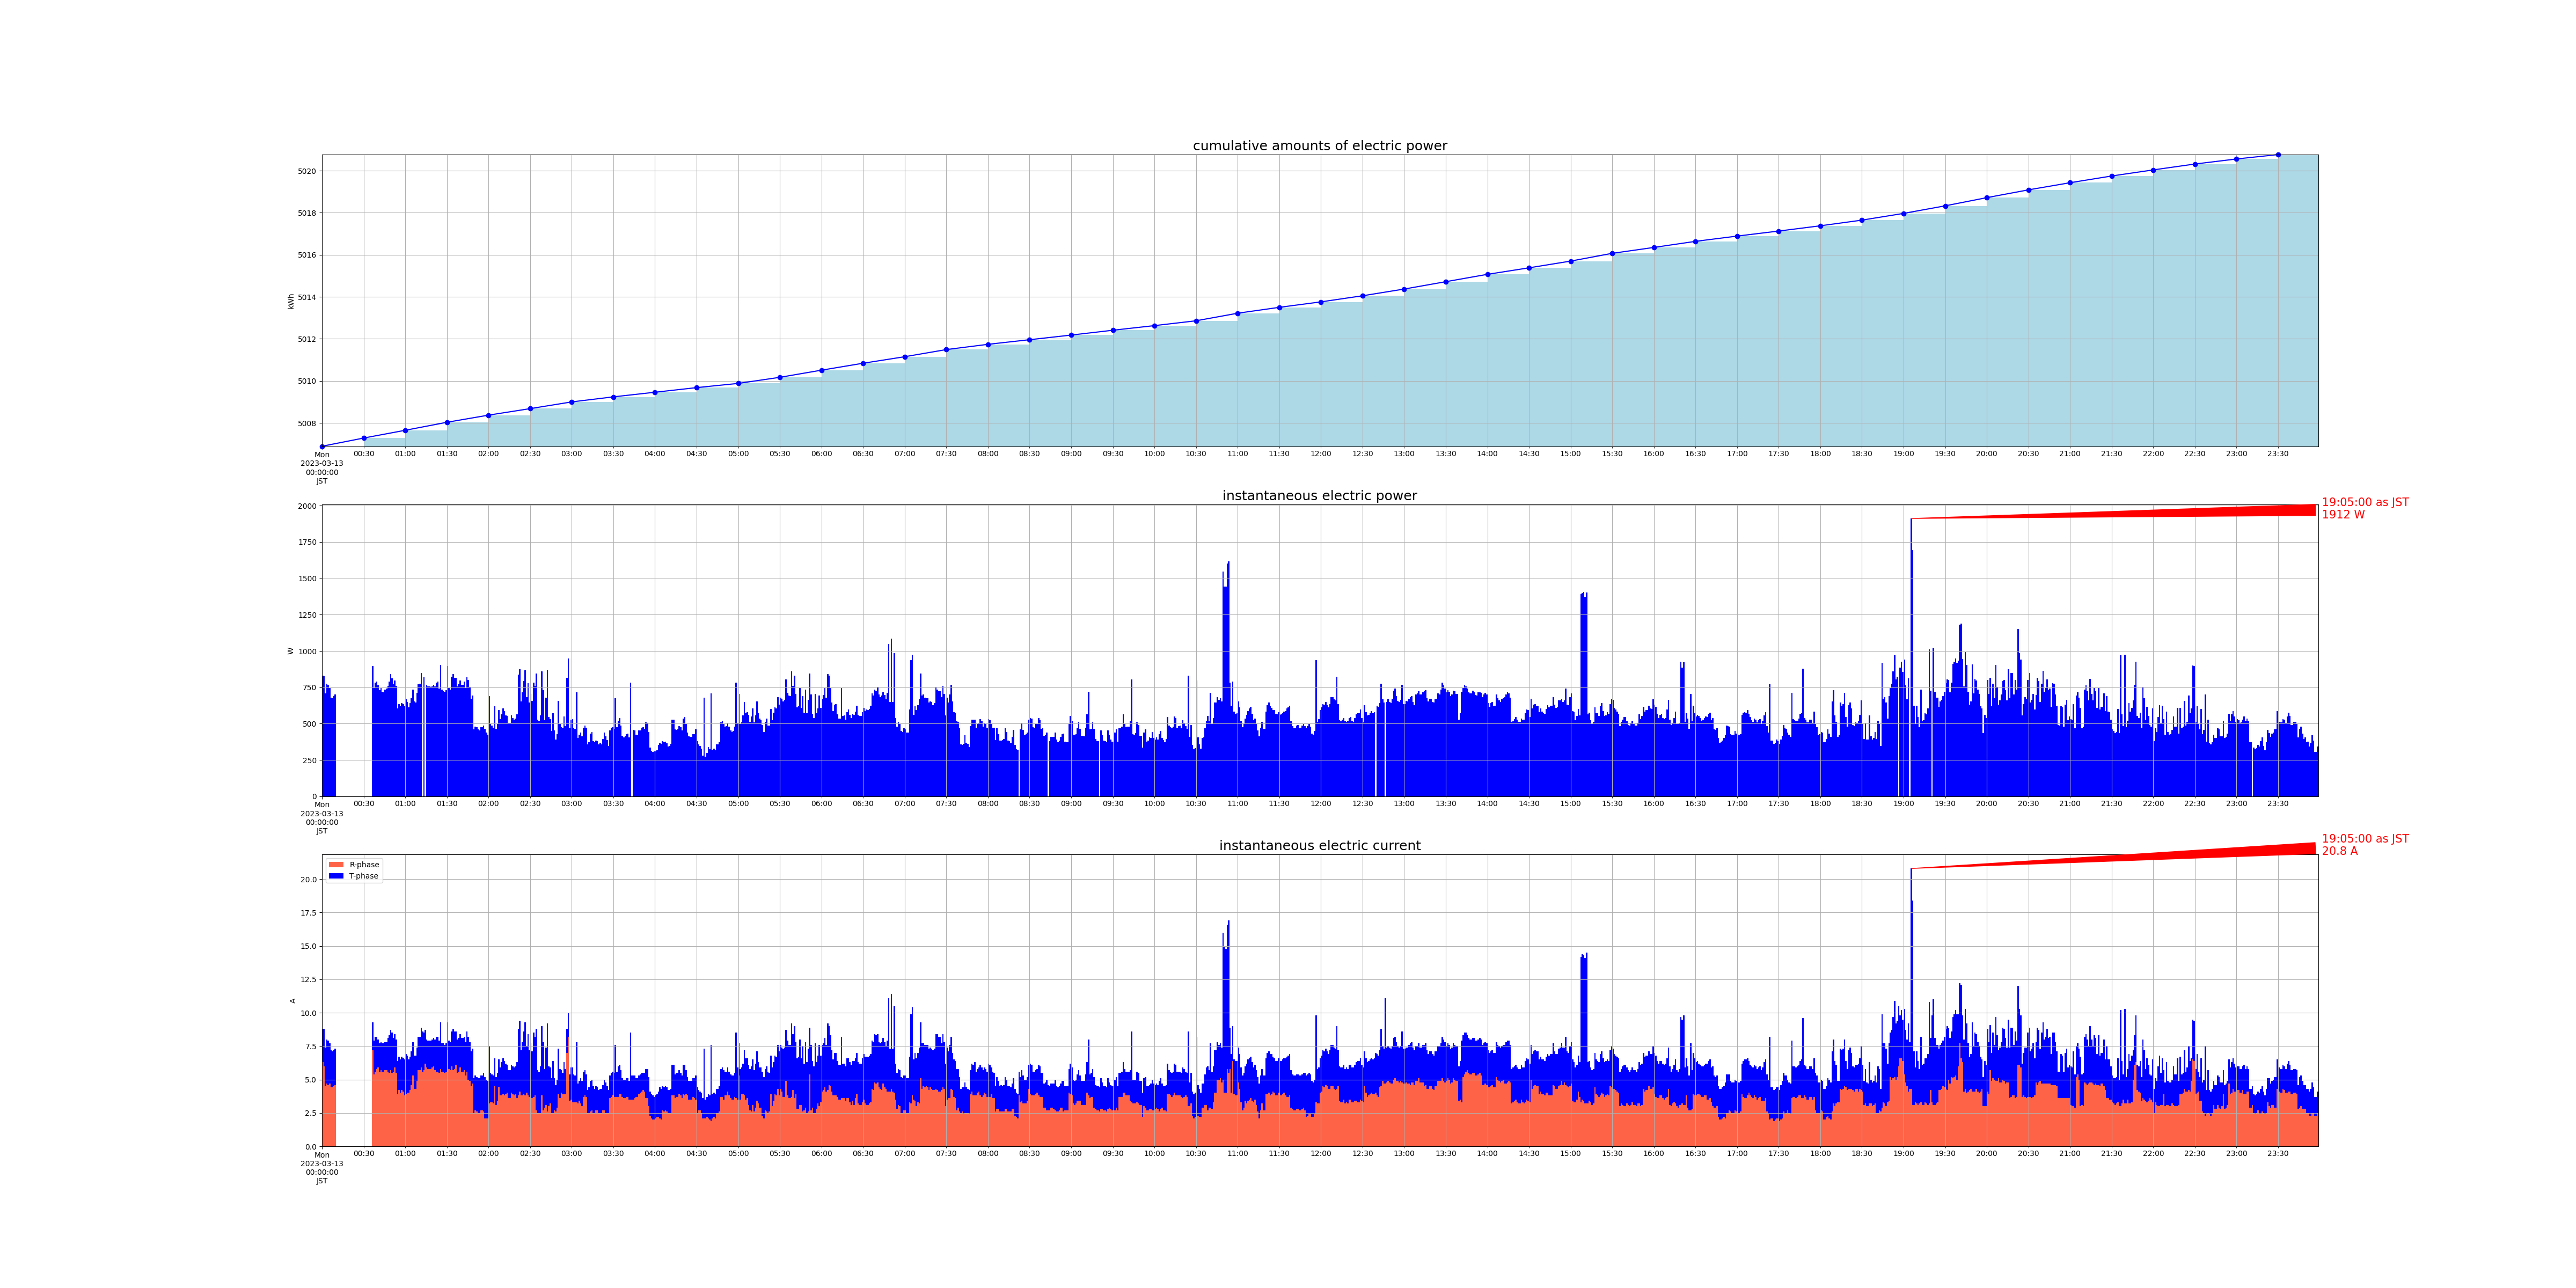 cumulative amounts of electric power
5020
5018
5016
5014
5012
5010
5008
kWh
Mon
2023-03-13
00:00:00
JST
00:30 01:00 01:30 02:00 02:30 03:00 03:30 04:00 04:30 05:00 05:30 06:00 06:30 07:00 07:30 08:00 08:30 09:00 09:30 10:00 10:30 11:00 11:30 12:00 12:30 13:00 13:30 14:00 14:30 15:00 15:30 16:00 16:30 17:00 17:30 18:00 18:30 19:00 19:30 20:00 20:30 21:00 21:30 22:00 22:30 23:00 23:30
instantaneous electric power
19:05:00 as JST
1912 W
2000
1750
1500
1250
1000
750
500
250
0
W
Mon
2023-03-13
00:00:00
JST
00:30 01:00 01:30 02:00 02:30 03:00 03:30 04:00 04:30 05:00 05:30 06:00 06:30 07:00 07:30 08:00 08:30 09:00 09:30 10:00 10:30 11:00 11:30 12:00 12:30 13:00 13:30 14:00 14:30 15:00 15:30 16:00 16:30 17:00 17:30 18:00 18:30 19:00 19:30 20:00 20:30 21:00 21:30 22:00 22:30 23:00 23:30
instantaneous electric current
19:05:00 as JST
20.8 A
R-phase
T-phase
20.0
17.5
15.0
12.5
10.0
7.5
5.0
2.5
0.0
A
Mon
2023-03-13
00:00:00
JST
00:30 01:00 01:30 02:00 02:30 03:00 03:30 04:00 04:30 05:00 05:30 06:00 06:30 07:00 07:30 08:00 08:30 09:00 09:30 10:00 10:30 11:00 11:30 12:00 12:30 13:00 13:30 14:00 14:30 15:00 15:30 16:00 16:30 17:00 17:30 18:00 18:30 19:00 19:30 20:00 20:30 21:00 21:30 22:00 22:30 23:00 23:30